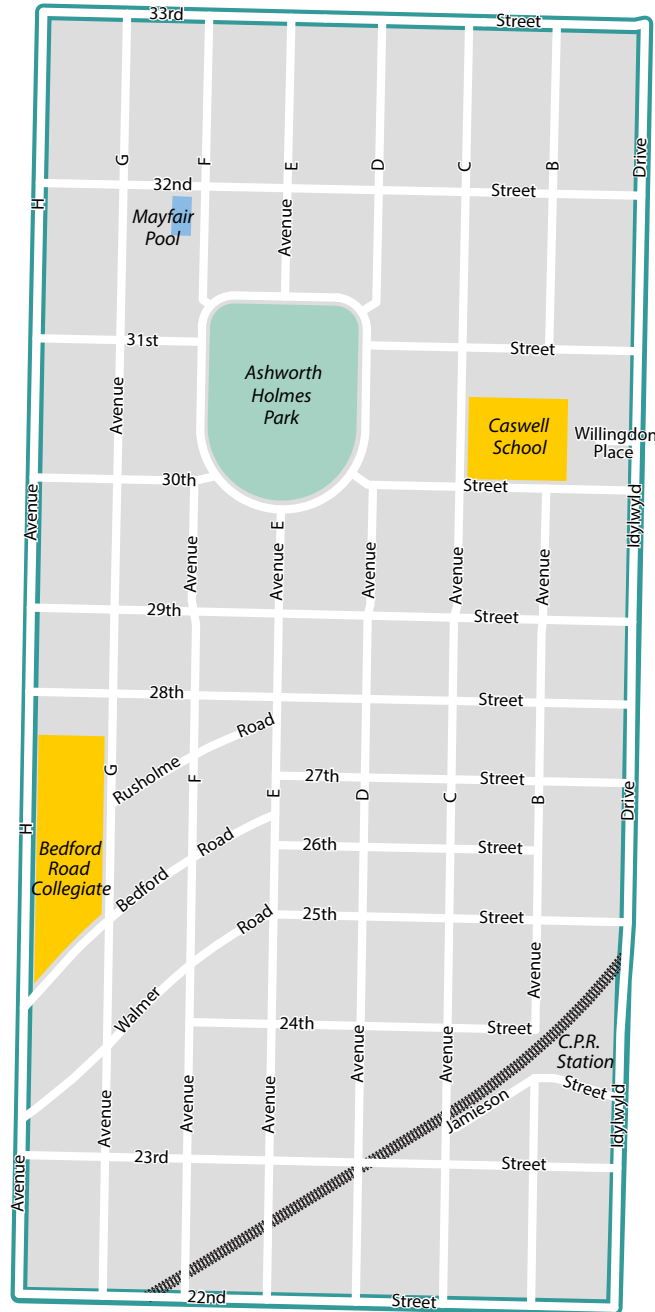 33rd Street
G
F
E
D
C
B
Drive
32nd Street
H
Mayfair
Pool
Avenue
31st Street
Ashworth
Holmes
Park
Avenue
Caswell
School
Willingdon
Place
30th Street
Avenue
Idylwyld
E
Avenue
Avenue
Avenue
Avenue
Avenue
29th Street
28th Street
Rusholme Road
G
F
E
D
C
B
Drive
27th Street
H
Bedford Road
26th Street
Bedford
Road
Collegiate
Walmer Road
25th Street
Avenue
24th Street
C.P.R.
Station
Avenue
Avenue
Jamieson Street
Idylwyld
Avenue
Avenue
Avenue
23rd Street
Avenue
22nd Street